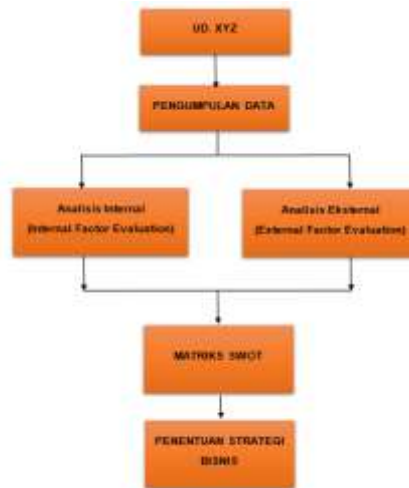 UD. XYZ
PENGUMPULAN DATA
Analisis Internal
(Internal Factor Evaluation)
Analisis Eksternal
(External Factor Evaluation)
MATRIKS SWOT
PENENTUAN STRATEGI
BISNIS